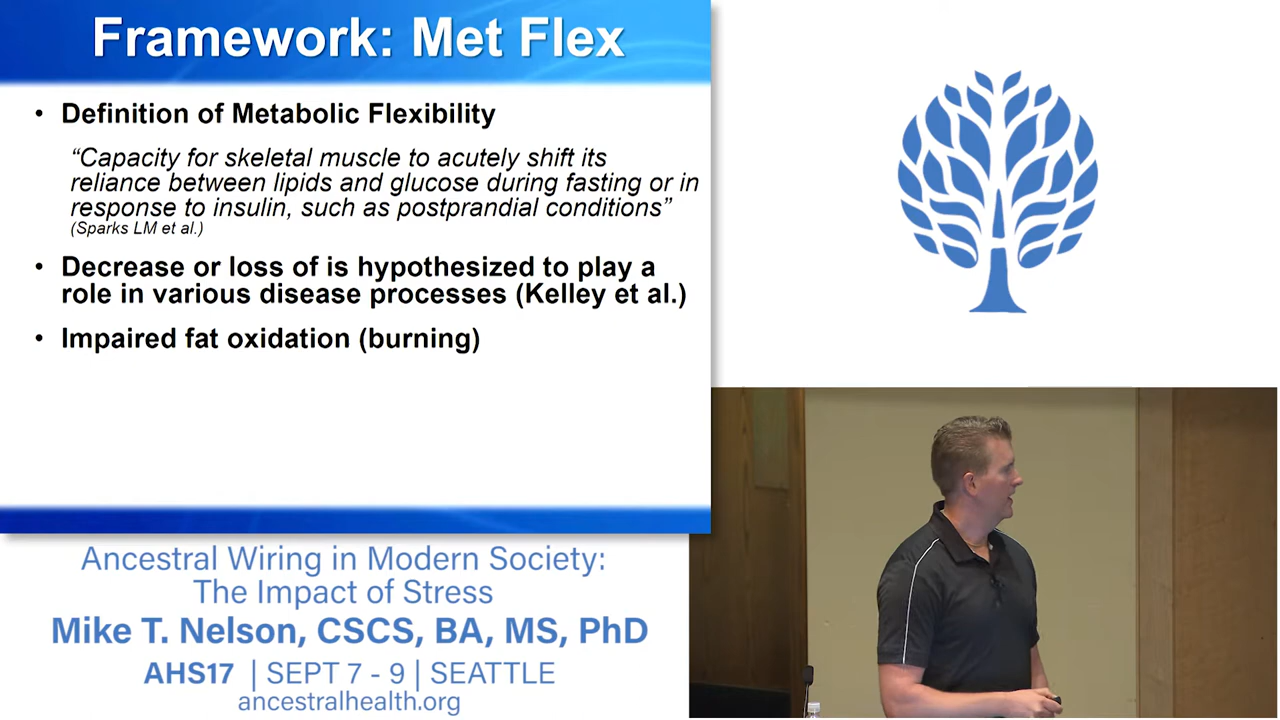 Framework: Met Flex
• Definition of Metabolic Flexibility
“Capacity for skeletal muscle to acutely shift its
reliance between lipids and glucose during fasting or in
response to insulin, such as postprandial conditions”
(Sparks LM et al.)
• Decrease or loss of is hypothesized to play a
role in various disease processes (Kelley et al.)
• Impaired fat oxidation (burning)
Ancestral Wiring in Modern Society:
The Impact of Stress
Mike T. Nelson, CSCS, BA, MS, PhD
AHS17 | SEPT 7 - 9 | SEATTLE
ancestralhealth.org